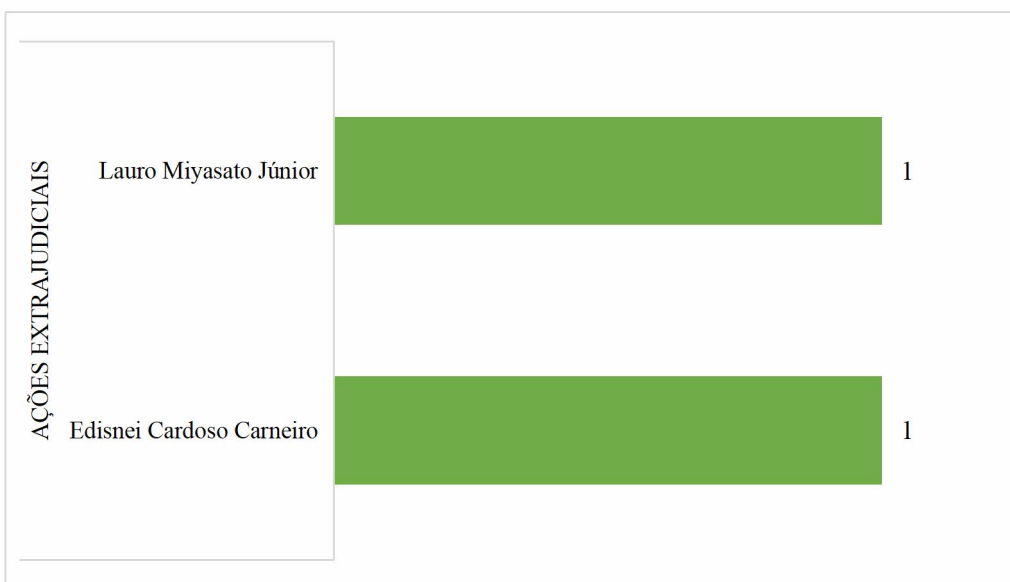 AÇÕES EXTRAJUDICIAIS
Lauro Miyasato Júnior
1
Edisnei Cardoso Carneiro
1